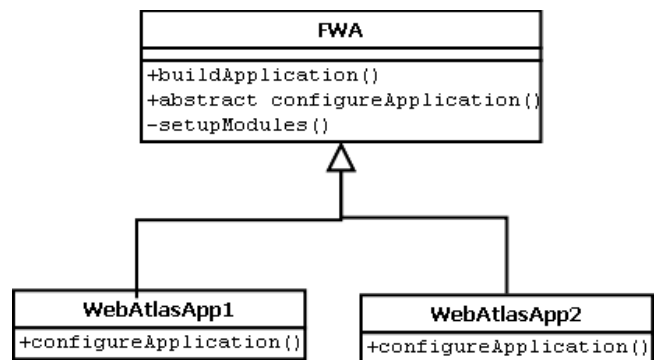 FWA
+buildApplication()
+abstract configureApplication()
-setupModules()
WebAtlasApp1
+configureApplication()
WebAtlasApp2
+configureApplication()